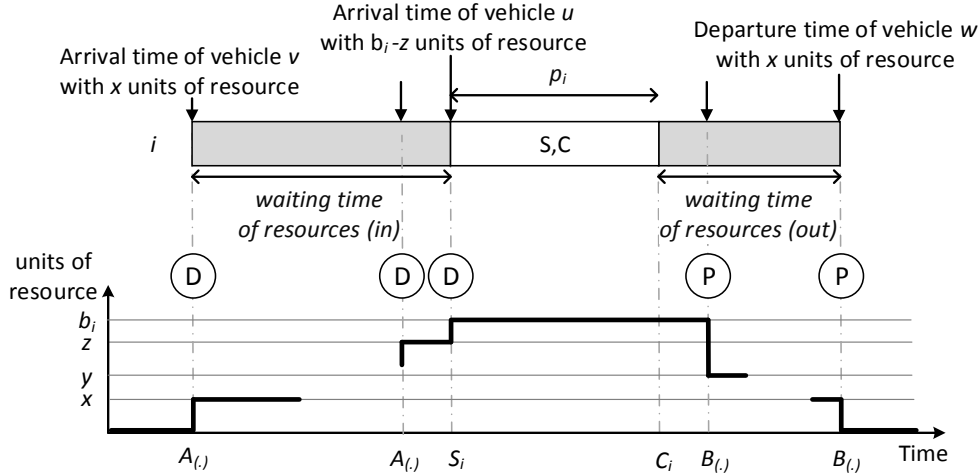 Arrival time of vehicle u
with bi-z units of resource
Departure time of vehicle w
with x units of resource
Arrival time of vehicle v
with x units of resource
pi
i
S,C
waiting time
of resources (in)
waiting time
of resources (out)
units of
resource
D
D
D
P
P
bi
z
y
x
A(.)
A(.)
Si
Ci
B(.)
B(.)
Time